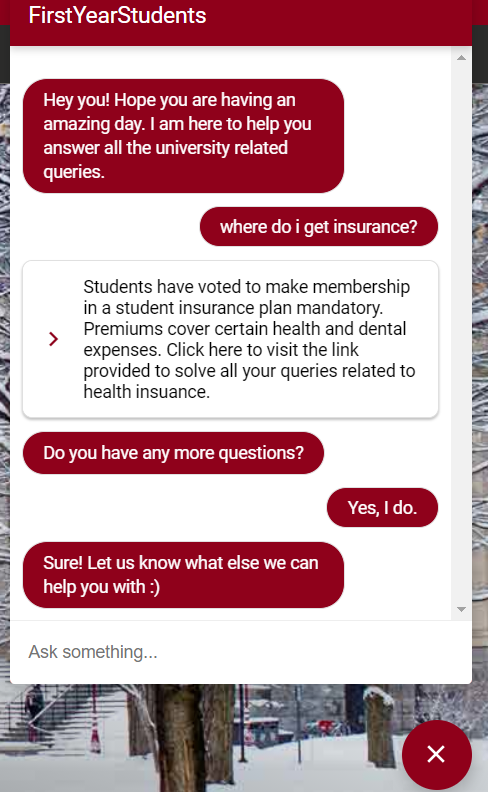 FirstYearStudents
Hey you! Hope you are having an
amazing day. I am here to help you
answer all the university related
queries.
where do i get insurance?
Students have voted to make membership
in a student insurance plan mandatory.
Premiums cover certain health and dental
expenses. Click here to visit the link
provided to solve all your queries related to
health insuance.
Do you have any more questions?
Yes, I do.
Sure! Let us know what else we can
help you with :)
Ask something...